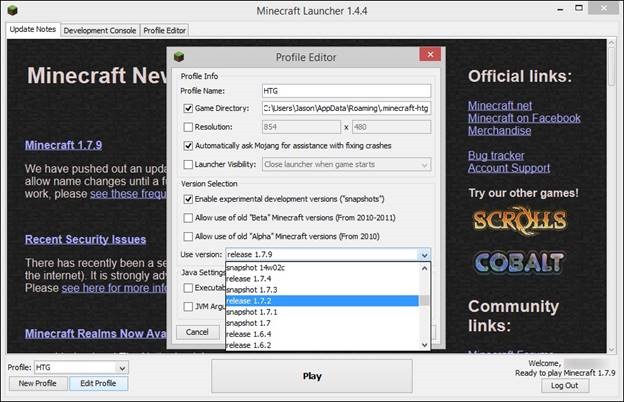 Minecraft Launcher 1.4.4
Update Notes Development Console Profile Editor
Minecraft New
Minecraft 1.7.9
We have pushed out an upda
allow name changes until a f
work, please see these frequ
Recent Security Issues
There has recently been a se
the internet). It is strongly adv
Please see here for more info
Minecraft Realms Now Ava
Profile Editor
Profile Info
Profile Name: HTG
Game Directory: C:\Users\Jason\AppData\Roaming\.minecraft-htg
Resolution: 854 x 480
Automatically ask Mojang for assistance with fixing crashes
Launcher Visibility: Close launcher when game starts
Version Selection
Enable experimental development versions ("snapshots")
Allow use of old "Beta" Minecraft versions (From 2010-2011)
Allow use of old "Alpha" Minecraft versions (From 2010)
Use version: release 1.7.9
snapshot 14w02c
release 1.7.4
snapshot 1.7.3
release 1.7.2
snapshot 1.7.1
snapshot 1.7
release 1.6.4
release 1.6.2
Java Settings
Executab
JVM Argu
Cancel
Official links:
Minecraft.net
Minecraft on Facebook
Merchandise
Bug tracker
Account Support
Try our other games!
SCROLLS
COBALT
Community
links:
Profile: HTG
New Profile Edit Profile
Play
Welcome,
Ready to play Minecraft 1.7.9
Log Out